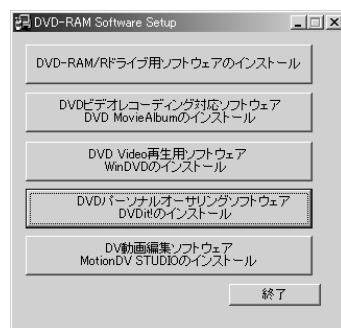 DVD-RAM Software Setup
DVD-RAM/Rドライブ用ソフトウェアのインストール
DVDビデオレコーディング対応ソフトウェア
DVD MovieAlbumのインストール
DVD Video再生用ソフトウェア
WinDVDのインストール
DVDパーソナルオーサリングソフトウェア
DVDit!のインストール
DV動画編集ソフトウェア
MotionDV STUDIOのインストール
終了